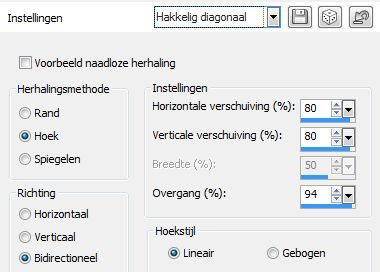 Instellingen Hakkelig diagonaal
Voorbeeld naadloze herhaling
Herhalingsmethode
Rand
Hoek
Spiegelen
Richting
Horizontaal
Verticaal
Bidirectioneel
Instellingen
Horizontale verschuiving (%): 80
Verticale verschuiving (%): 80
Breedte (%): 50
Overgang (%): 94
Hoekstijl
Lineair Gebogen